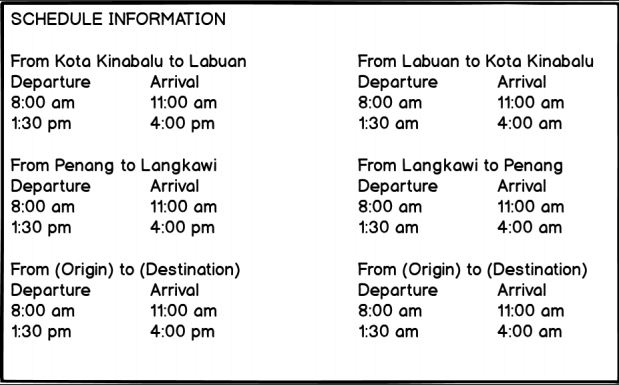 SCHEDULE INFORMATION
From Kota Kinabalu to Labuan
Departure Arrival
8:00 am 11:00 am
1:30 pm 4:00 pm
From Labuan to Kota Kinabalu
Departure Arrival
8:00 am 11:00 am
1:30 am 4:00 am
From Penang to Langkawi
Departure Arrival
8:00 am 11:00 am
1:30 pm 4:00 pm
From Langkawi to Penang
Departure Arrival
8:00 am 11:00 am
1:30 am 4:00 am
From (Origin) to (Destination)
Departure Arrival
8:00 am 11:00 am
1:30 pm 4:00 pm
From (Origin) to (Destination)
Departure Arrival
8:00 am 11:00 am
1:30 am 4:00 am